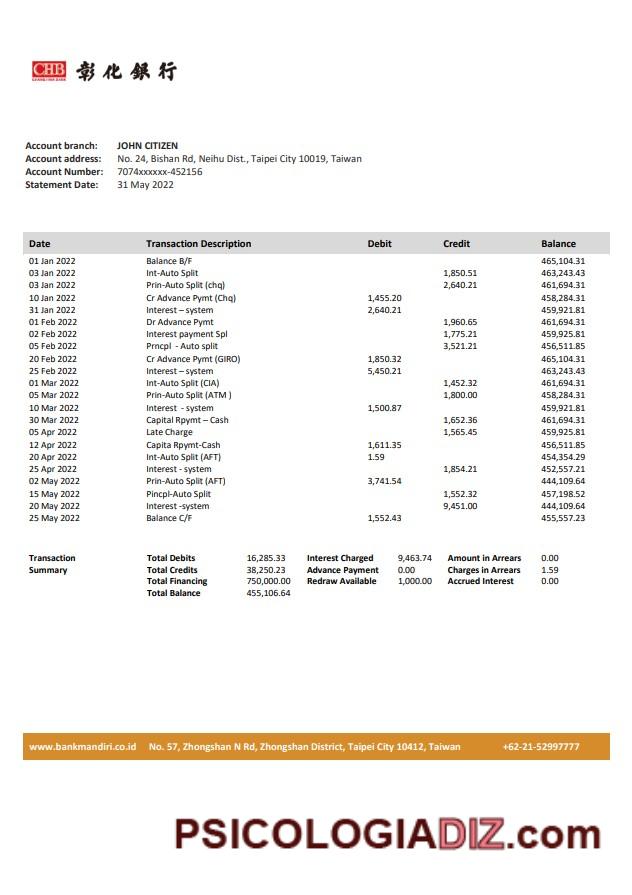 CHB 彰化銀行
CHANG HWA BANK
Account branch: JOHN CITIZEN
Account address: No. 24, Bishan Rd, Neihu Dist., Taipei City 10019, Taiwan
Account Number: 7074xxxxxx-452156
Statement Date: 31 May 2022
Date Transaction Description Debit Credit Balance
01 Jan 2022 Balance B/F 465,104.31
03 Jan 2022 Int-Auto Split 1,850.51 463,243.43
03 Jan 2022 Prin-Auto Split (chq) 2,640.21 461,694.31
10 Jan 2022 Cr Advance Pymt (Chq) 1,455.20 458,284.31
31 Jan 2022 Interest – system 2,640.21 459,921.81
01 Feb 2022 Dr Advance Pymt 1,960.65 461,694.31
02 Feb 2022 Interest payment Spl 1,775.21 459,925.81
05 Feb 2022 Prncpl - Auto split 3,521.21 456,511.85
20 Feb 2022 Cr Advance Pymt (GIRO) 1,850.32 465,104.31
25 Feb 2022 Interest – system 5,450.21 463,243.43
01 Mar 2022 Int-Auto Split (CIA) 1,452.32 461,694.31
05 Mar 2022 Prin-Auto Split (ATM ) 1,800.00 458,284.31
10 Mar 2022 Interest - system 1,500.87 459,921.81
30 Mar 2022 Capital Rpymt – Cash 1,652.36 461,694.31
05 Apr 2022 Late Charge 1,565.45 459,925.81
12 Apr 2022 Capita Rpymt-Cash 1,611.35 456,511.85
20 Apr 2022 Int-Auto Split (AFT) 1.59 454,354.29
25 Apr 2022 Interest - system 1,854.21 452,557.21
02 May 2022 Prin-Auto Split (AFT) 3,741.54 444,109.64
15 May 2022 Pincpl-Auto Split 1,552.32 457,198.52
20 May 2022 Interest -system 9,451.00 444,109.64
25 May 2022 Balance C/F 1,552.43 455,557.23
Transaction Total Debits 16,285.33 Interest Charged 9,463.74 Amount in Arrears 0.00
Summary Total Credits 38,250.23 Advance Payment 0.00 Charges in Arrears 1.59
Total Financing 750,000.00 Redraw Available 1,000.00 Accrued Interest 0.00
Total Balance 455,106.64
www.bankmandiri.co.id No. 57, Zhongshan N Rd, Zhongshan District, Taipei City 10412, Taiwan +62-21-52997777
PSICOLOGIADIZ.com